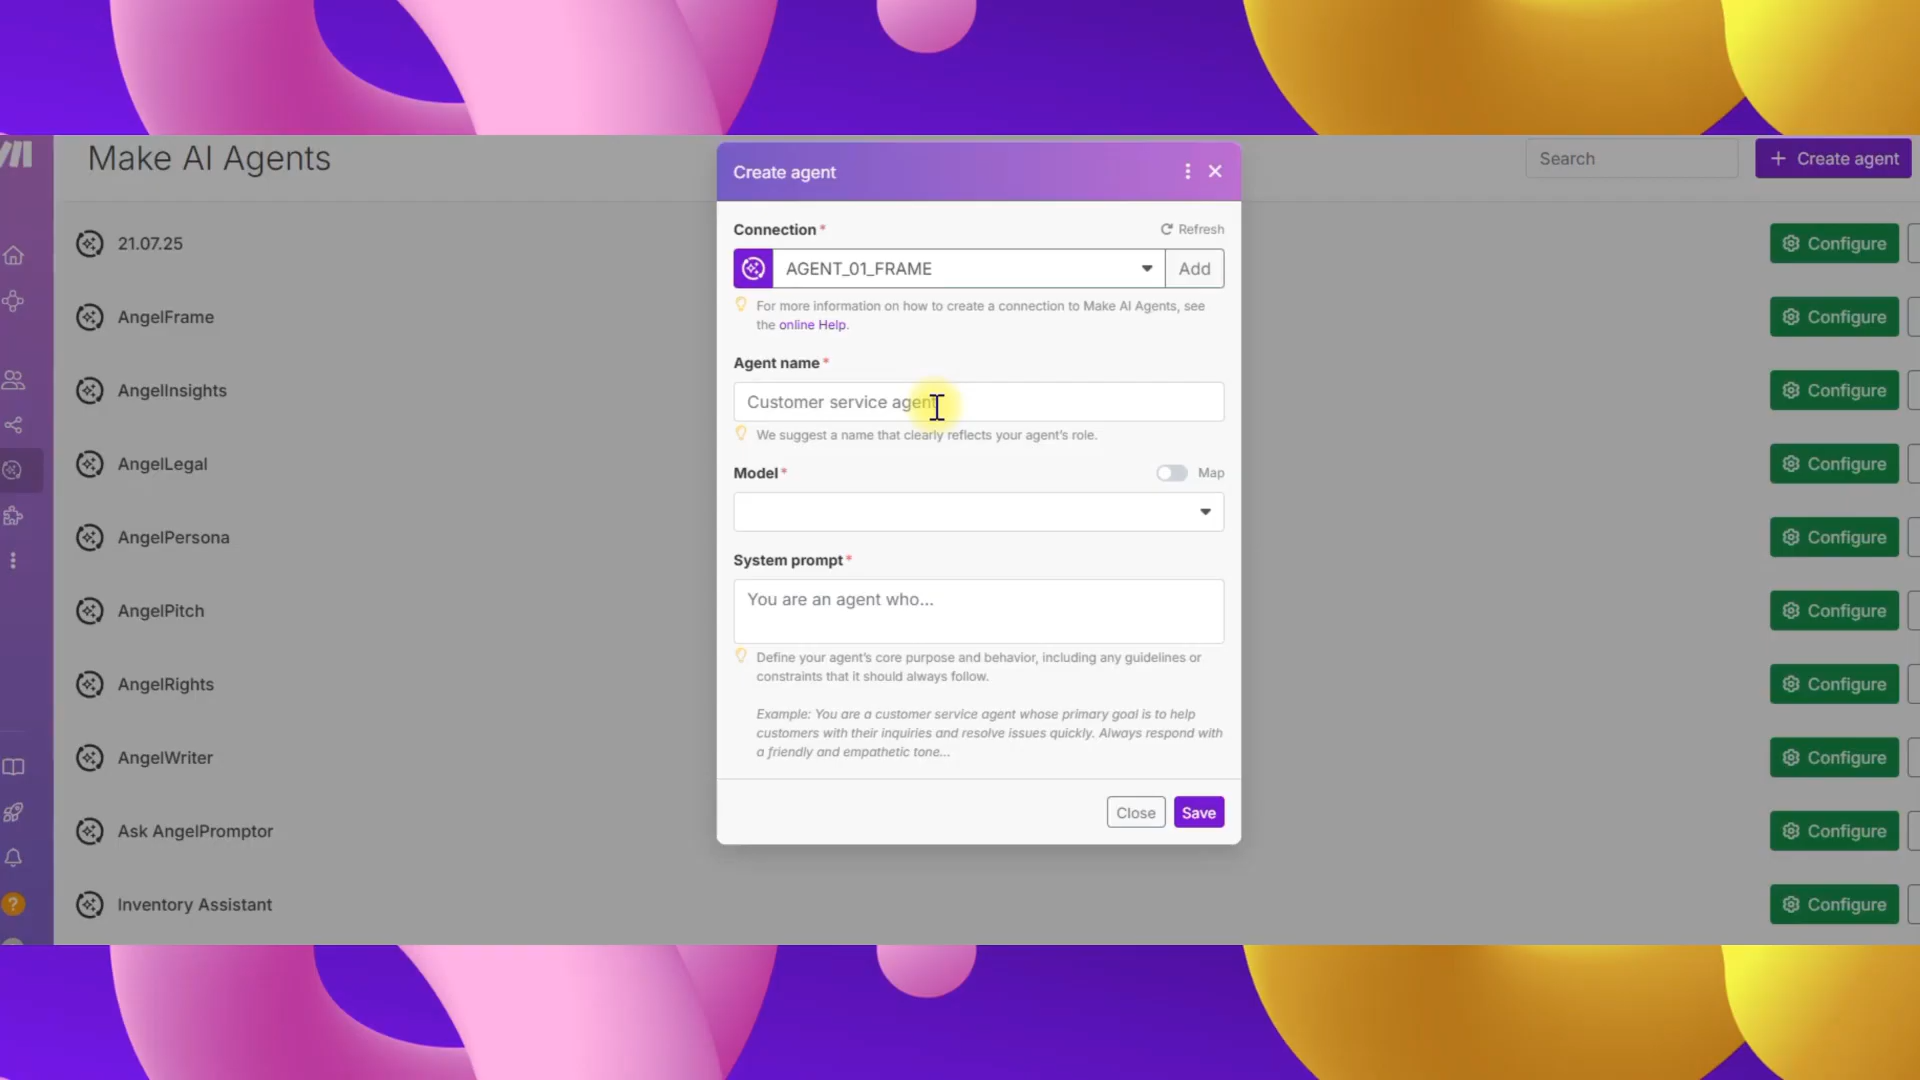 Make AI Agents
Search
+ Create agent
21.07.25
Configure
AngelFrame
Configure
AngelInsights
Configure
AngelLegal
Configure
AngelPersona
Configure
AngelPitch
Configure
AngelRights
Configure
AngelWriter
Configure
Ask AngelPromptor
Configure
Inventory Assistant
Configure
?
Create agent
Connection *
Refresh
AGENT_01_FRAME
Add
For more information on how to create a connection to Make AI Agents, see
the online Help.
Agent name *
Customer service agent
We suggest a name that clearly reflects your agent's role.
Model *
Map
System prompt *
You are an agent who...
Define your agent's core purpose and behavior, including any guidelines or
constraints that it should always follow.
Example: You are a customer service agent whose primary goal is to help
customers with their inquiries and resolve issues quickly. Always respond with
a friendly and empathetic tone...
Close
Save